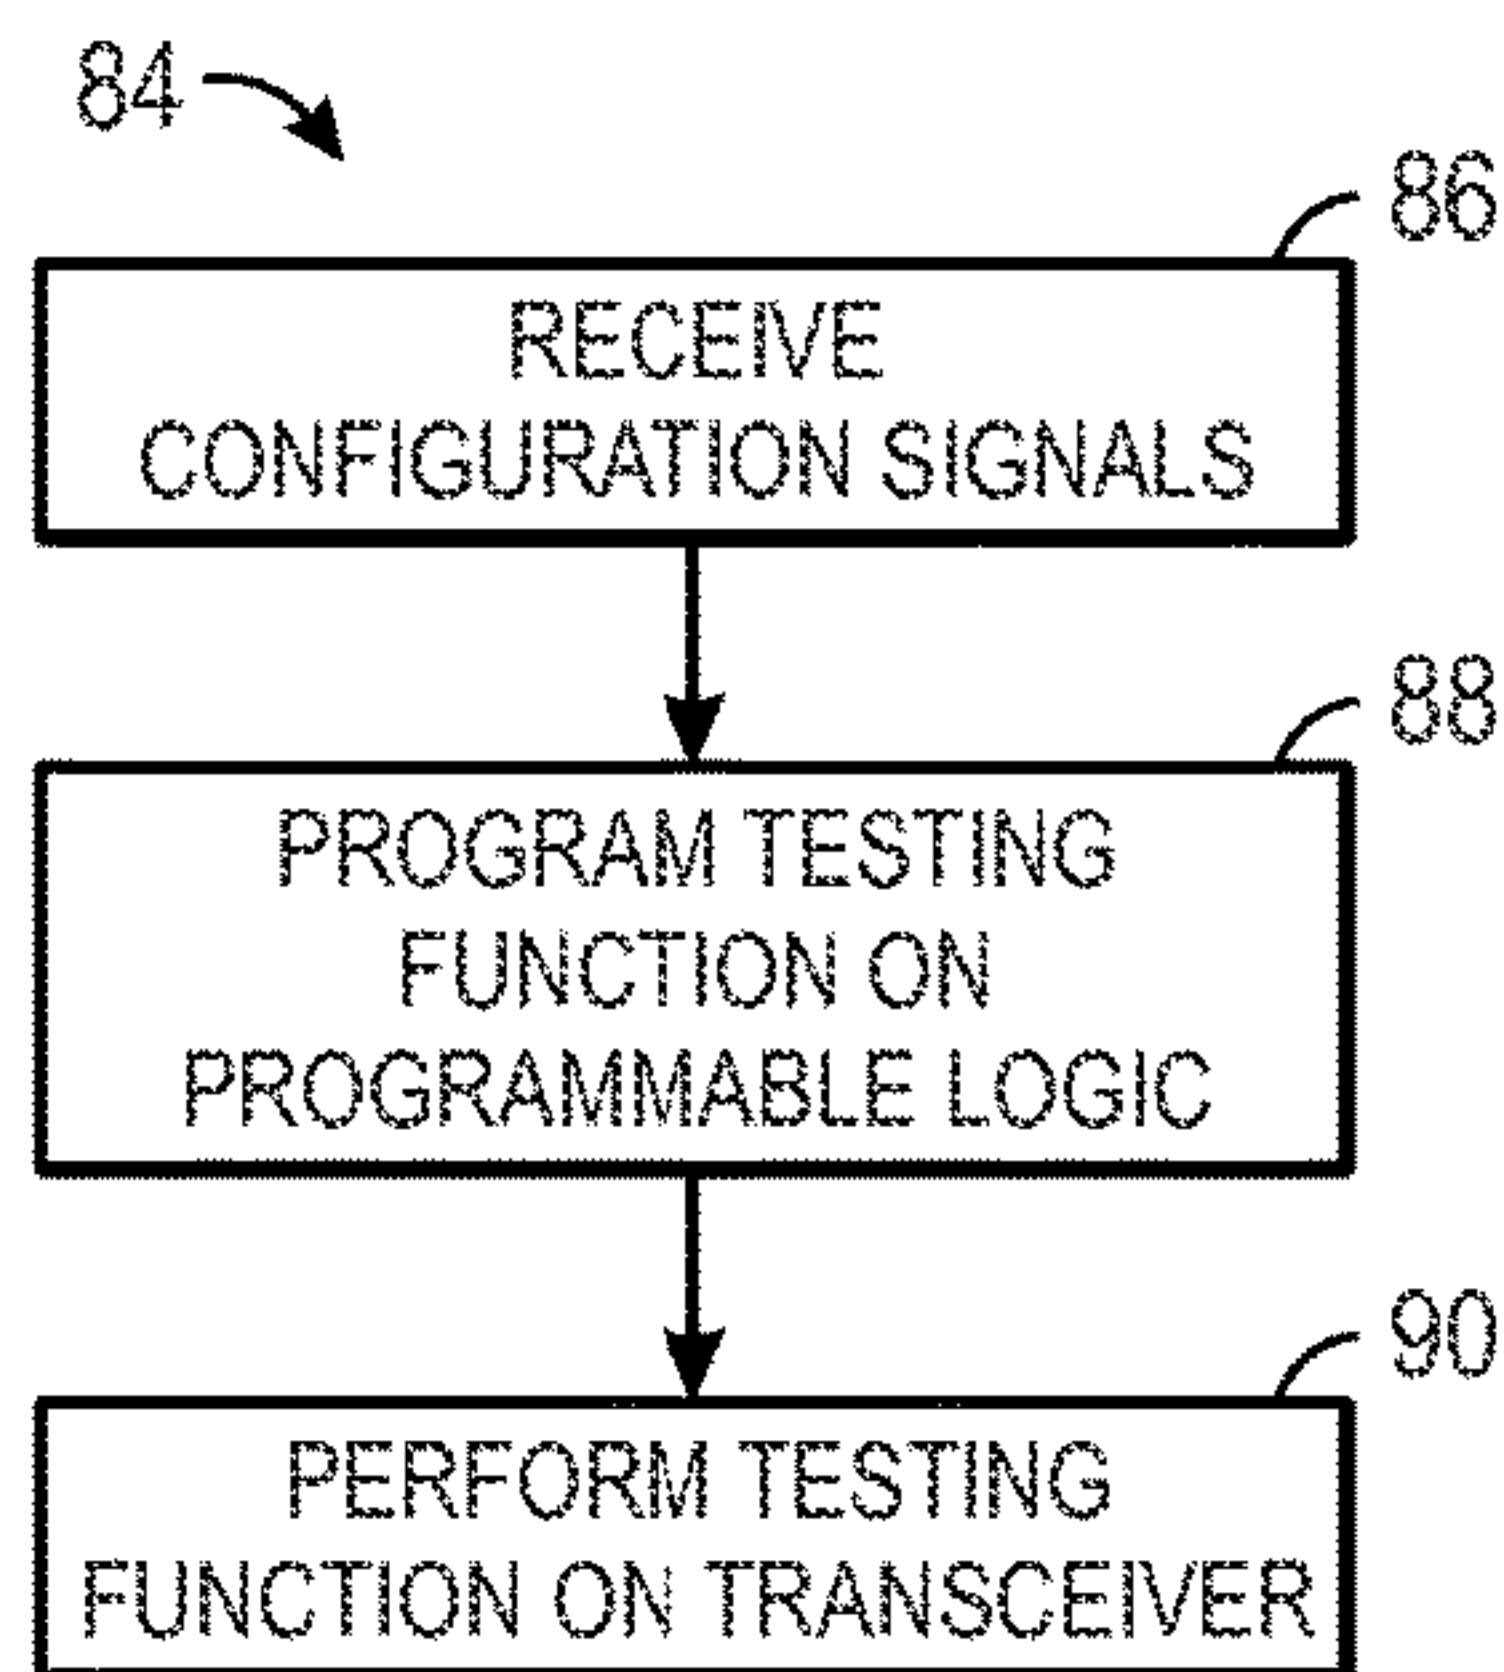 84
86
RECEIVE
CONFIGURATION SIGNALS
88
PROGRAM TESTING
FUNCTION ON
PROGRAMMABLE LOGIC
90
PERFORM TESTING
FUNCTION ON TRANSCEIVER